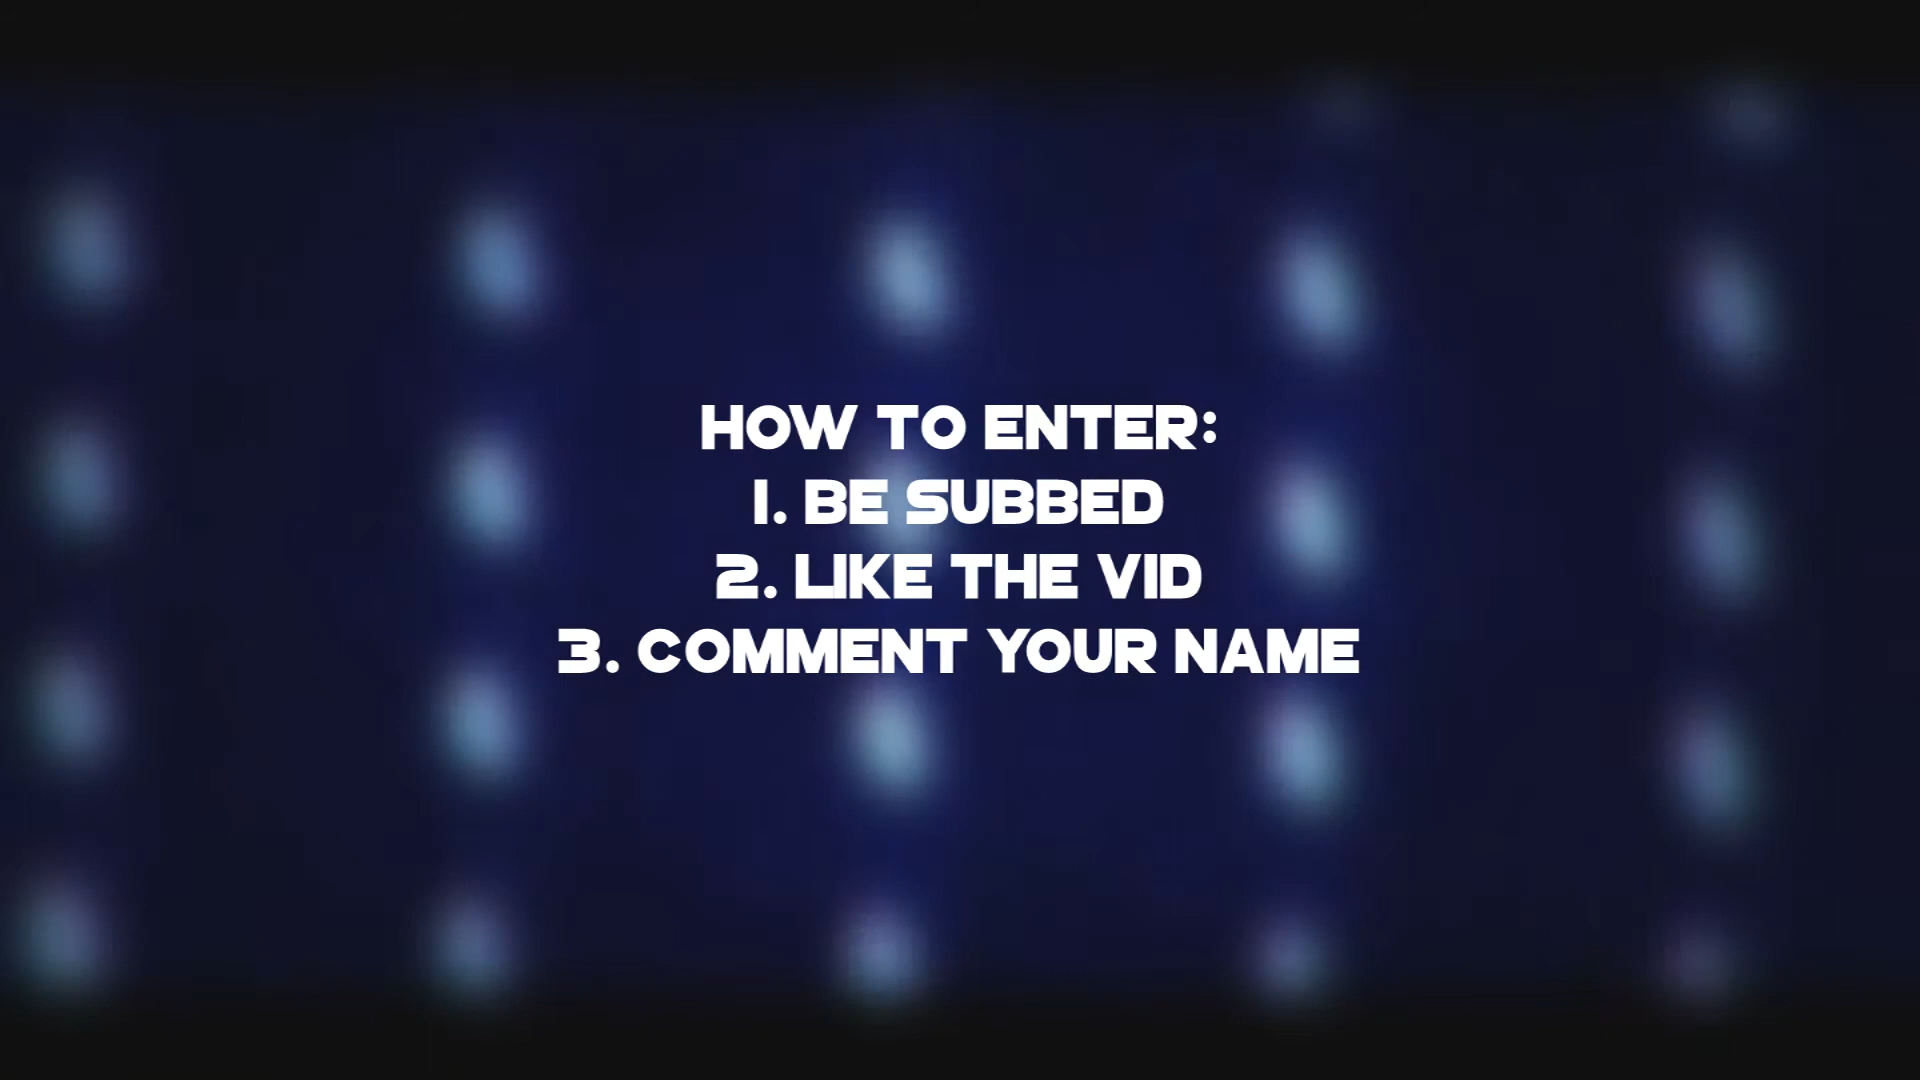 HOW TO ENTER:
1. BE SUBBED
2. LIKE THE VID
3. COMMENT YOUR NAME